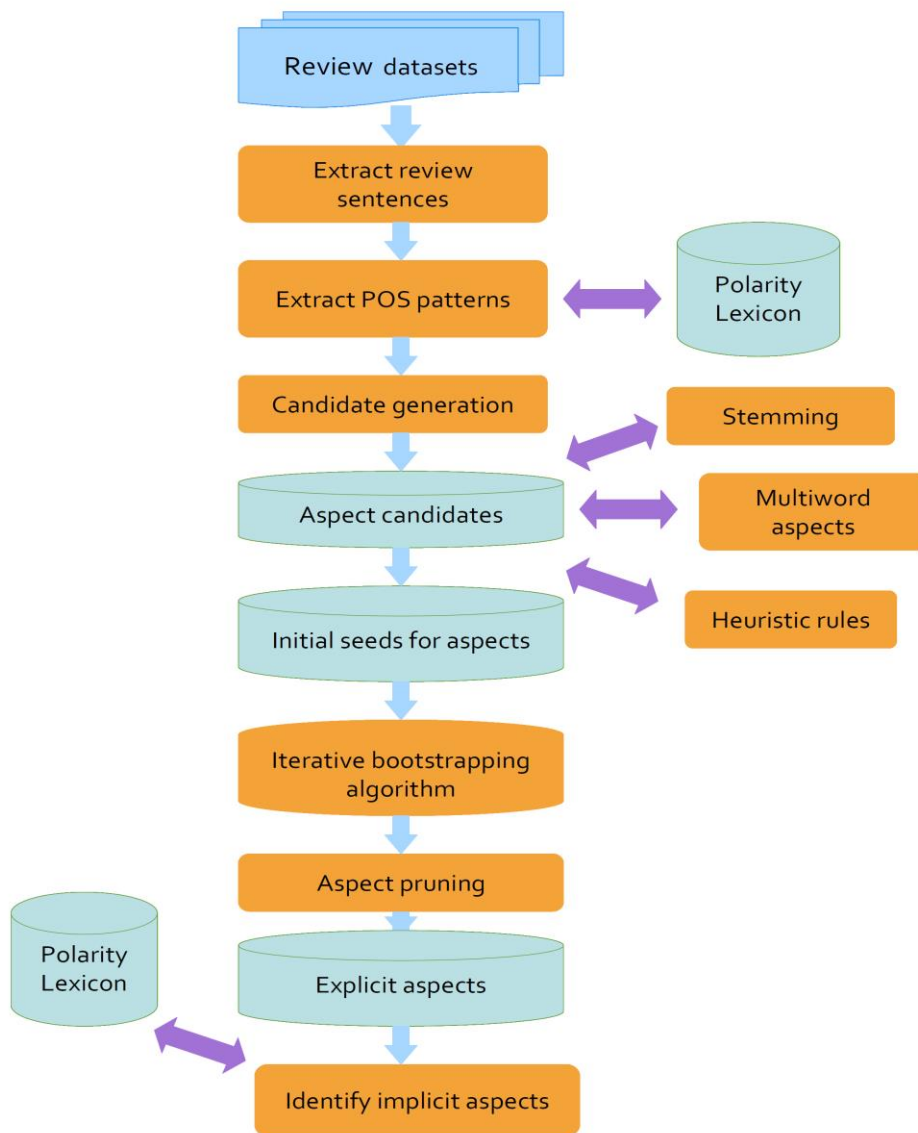 Review datasets
Extract review
sentences
Extract POS patterns
Polarity
Lexicon
Candidate generation
Stemming
Aspect candidates
Multiword
aspects
Initial seeds for aspects
Heuristic rules
Iterative bootstrapping
algorithm
Aspect pruning
Polarity
Lexicon
Explicit aspects
Identify implicit aspects